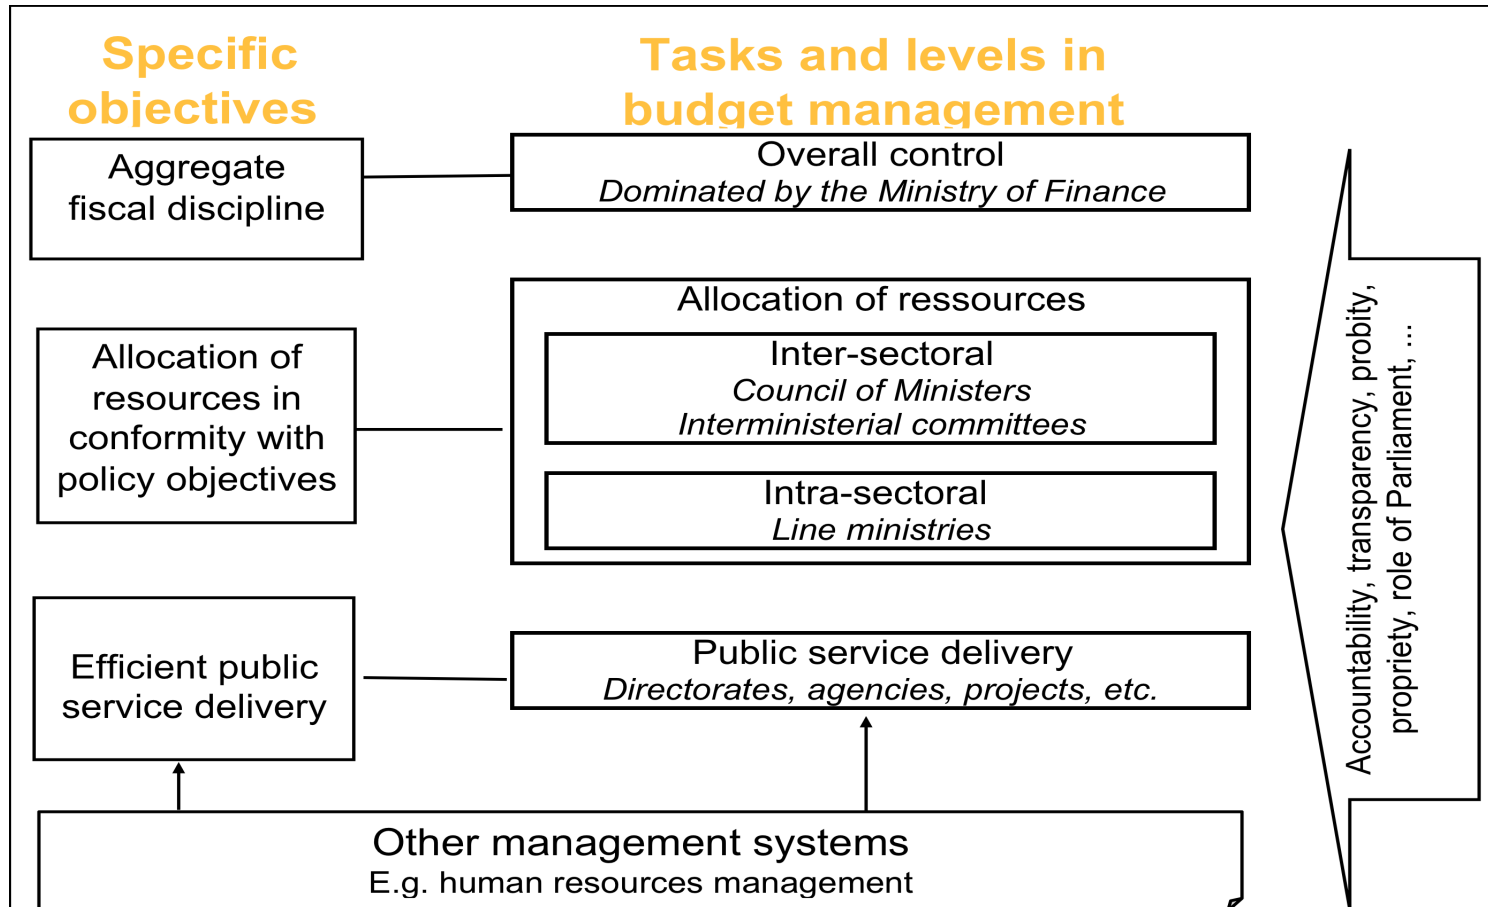 Specific
objectives
Tasks and levels in
budget management
Aggregate
fiscal discipline
Overall control
Dominated by the Ministry of Finance
Allocation of
resources in
conformity with
policy objectives
Allocation of ressources
Inter-sectoral
Council of Ministers
Interministerial committees
Intra-sectoral
Line ministries
Efficient public
service delivery
Public service delivery
Directorates, agencies, projects, etc.
Other management systems
E.g. human resources management
Accountability, transparency, probity,
propriety, role of Parliament, ...